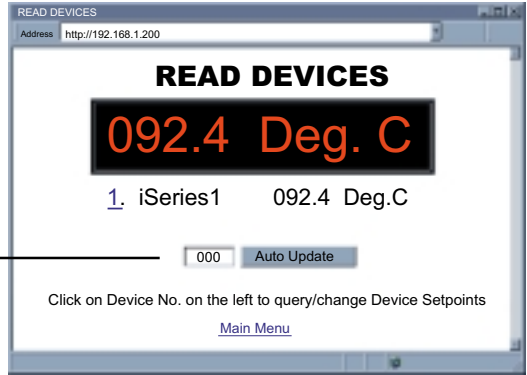 READ DEVICES
Address http://192.168.1.200
READ DEVICES
092.4 Deg. C
1. iSeries1 092.4 Deg.C
000 Auto Update
Click on Device No. on the left to query/change Device Setpoints
Main Menu